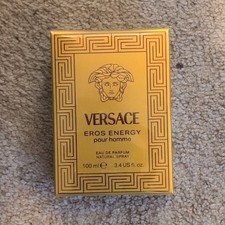 VERSACE
EROS ENERGY
pour homme
EAU DE PARFUM
NATURAL SPRAY
100 ml e 3.4 US fl. oz.